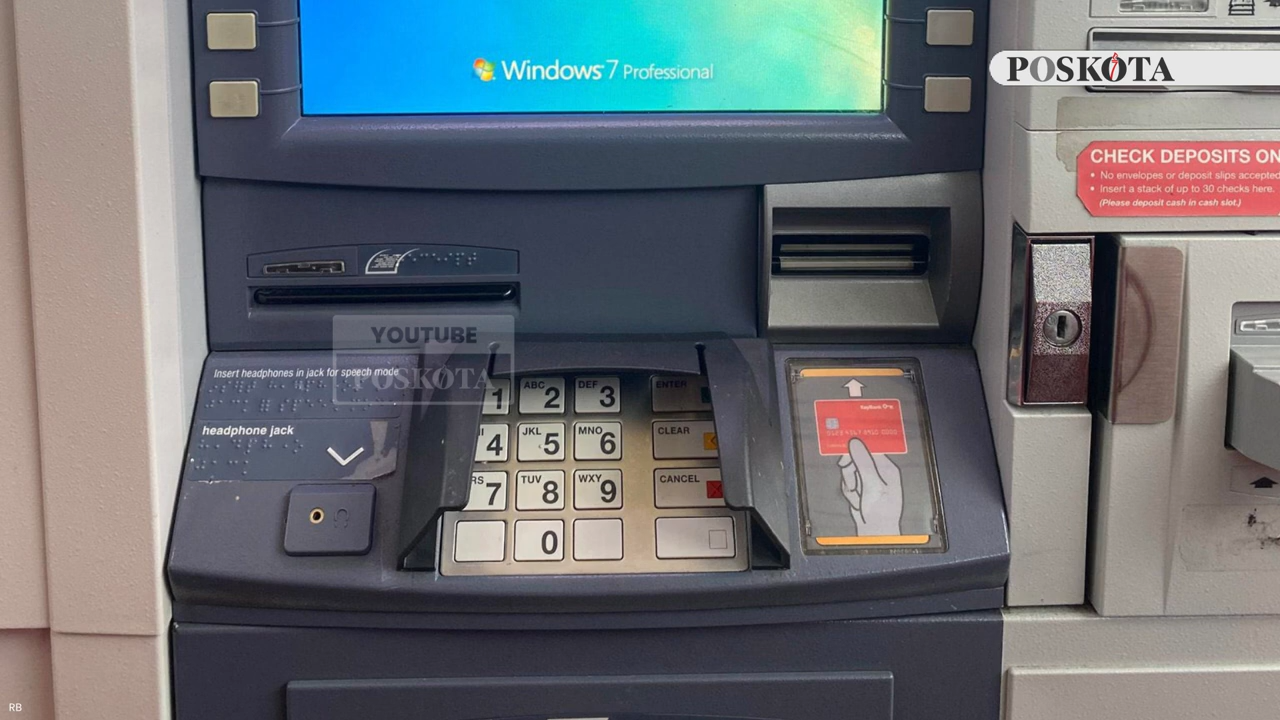 Windows 7 Professional
POSKOTA
CHECK DEPOSITS ON
• No envelopes or deposit slips accepted
• Insert a stack of up to 30 checks here.
(Please deposit cash in cash slot.)
YOUTUBE
POSKOTA
Insert headphones in jack for speech mode
headphone jack
1
ABC 2
DEF 3
ENTER
4
JKL 5
MNO 6
CLEAR
RS 7
TUV 8
WXY 9
CANCEL
0
KeyBank
RB